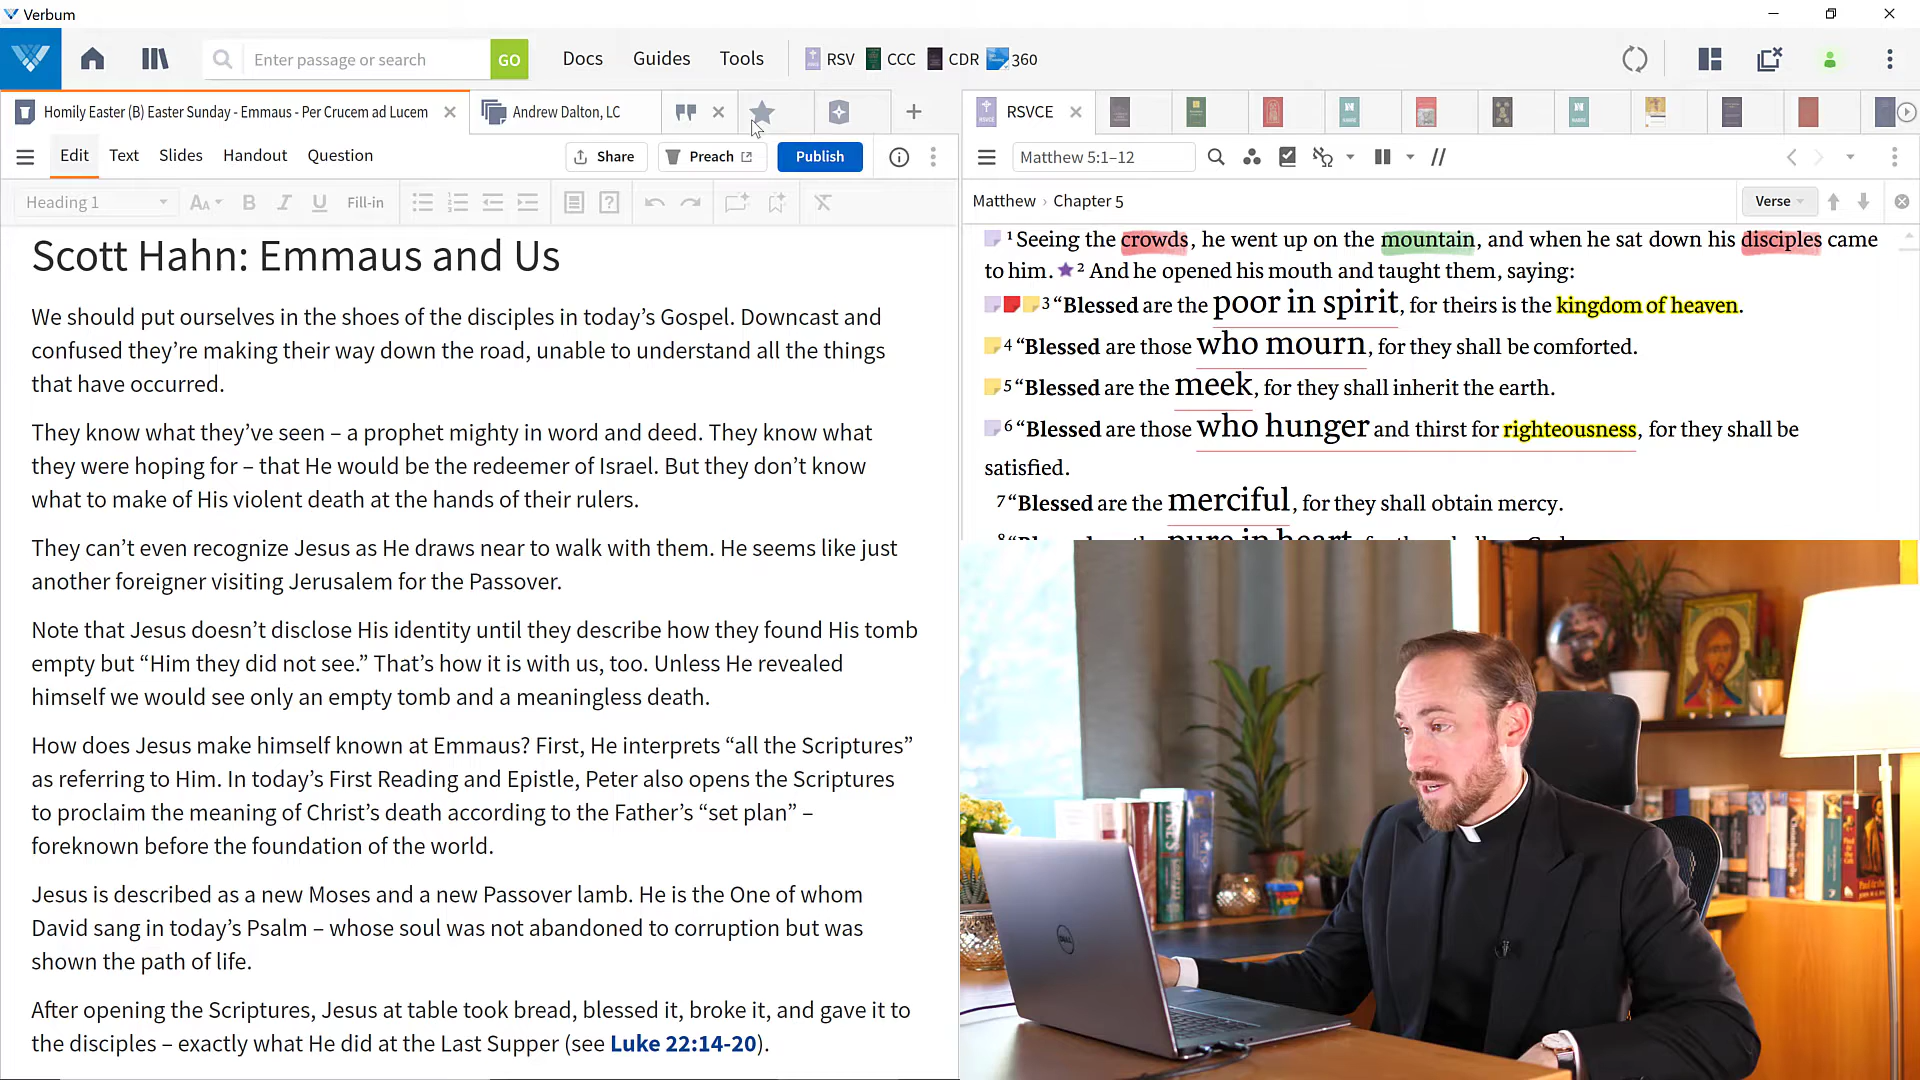 Verbum
Enter passage or search
GO
Docs
Guides
Tools
RSV
CCC
CDR
360
Homily Easter (B) Easter Sunday - Emmaus - Per Crucem ad Lucem
Andrew Dalton, LC
RSVCE
Edit
Text
Slides
Handout
Question
Share
Preach
Publish
Heading 1
AA
B
I
U
Fill-in
Scott Hahn: Emmaus and Us
We should put ourselves in the shoes of the disciples in today’s Gospel. Downcast and
confused they’re making their way down the road, unable to understand all the things
that have occurred.
They know what they’ve seen – a prophet mighty in word and deed. They know what
they were hoping for – that He would be the redeemer of Israel. But they don’t know
what to make of His violent death at the hands of their rulers.
They can’t even recognize Jesus as He draws near to walk with them. He seems like just
another foreigner visiting Jerusalem for the Passover.
Note that Jesus doesn’t disclose His identity until they describe how they found His tomb
empty but “Him they did not see.” That’s how it is with us, too. Unless He revealed
himself we would see only an empty tomb and a meaningless death.
How does Jesus make himself known at Emmaus? First, He interprets “all the Scriptures”
as referring to Him. In today’s First Reading and Epistle, Peter also opens the Scriptures
to proclaim the meaning of Christ’s death according to the Father’s “set plan” –
foreknown before the foundation of the world.
Jesus is described as a new Moses and a new Passover lamb. He is the One of whom
David sang in today’s Psalm – whose soul was not abandoned to corruption but was
shown the path of life.
After opening the Scriptures, Jesus at table took bread, blessed it, broke it, and gave it to
the disciples – exactly what He did at the Last Supper (see Luke 22:14-20).
Matthew 5:1–12
Matthew › Chapter 5
Verse
1 Seeing the crowds, he went up on the mountain, and when he sat down his disciples came
to him. 2 And he opened his mouth and taught them, saying:
3 “Blessed are the poor in spirit, for theirs is the kingdom of heaven.
4 “Blessed are those who mourn, for they shall be comforted.
5 “Blessed are the meek, for they shall inherit the earth.
6 “Blessed are those who hunger and thirst for righteousness, for they shall be
satisfied.
7 “Blessed are the merciful, for they shall obtain mercy.
DELL